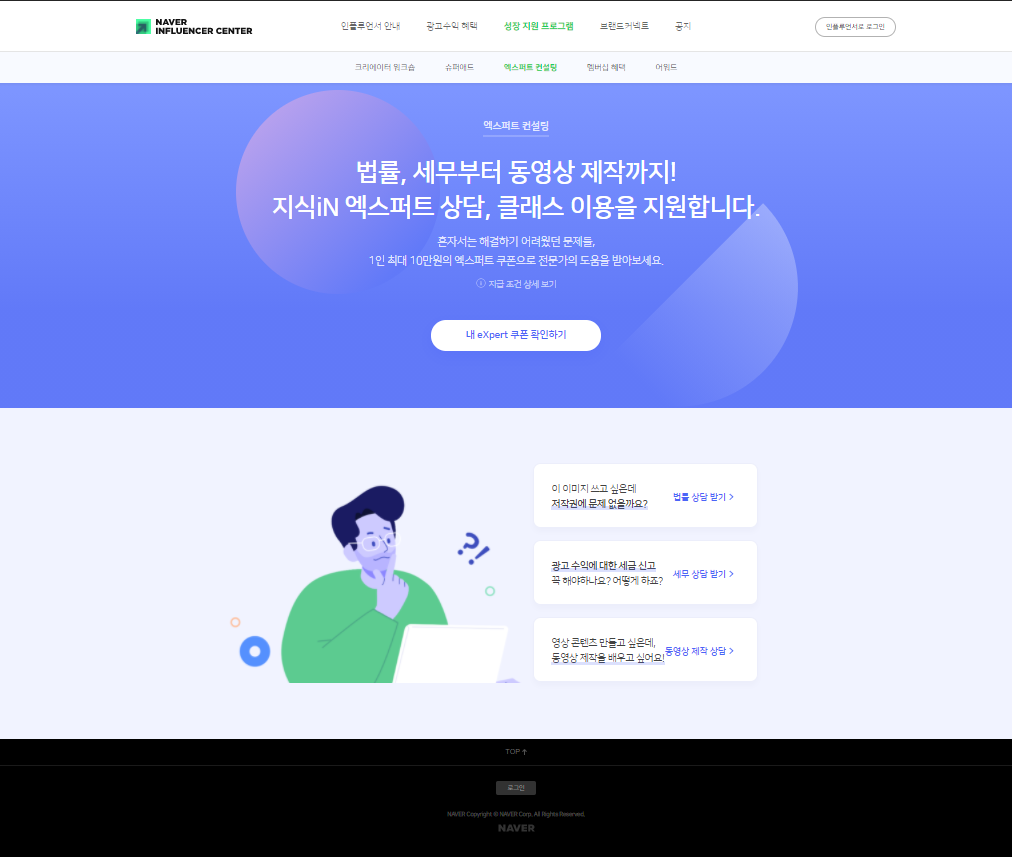 NAVER
INFLUENCER CENTER
인플루언서 안내 광고수익 혜택 성장 지원 프로그램 브랜드커넥트 공지
인플루언서로 로그인
크리에이터 워크숍 슈퍼애드 엑스퍼트 컨설팅 멤버십 혜택 어워드
엑스퍼트 컨설팅
법률, 세무부터 동영상 제작까지!
지식iN 엑스퍼트 상담, 클래스 이용을 지원합니다.
혼자서는 해결하기 어려웠던 문제들,
1인 최대 10만원의 엑스퍼트 쿠폰으로 전문가의 도움을 받아보세요.
지급 조건 상세 보기
내 eXpert 쿠폰 확인하기
이 이미지 쓰고 싶은데
저작권에 문제 없을까요?
법률 상담 받기 >
?!
광고 수익에 대한 세금 신고
꼭 해야하나요? 어떻게 하죠?
세무 상담 받기 >
영상 콘텐츠 만들고 싶은데,
동영상 제작을 배우고 싶어요!
동영상 제작 상담 >
TOP ↑
로그인
NAVER Copyright © NAVER Corp. All Rights Reserved.
NAVER